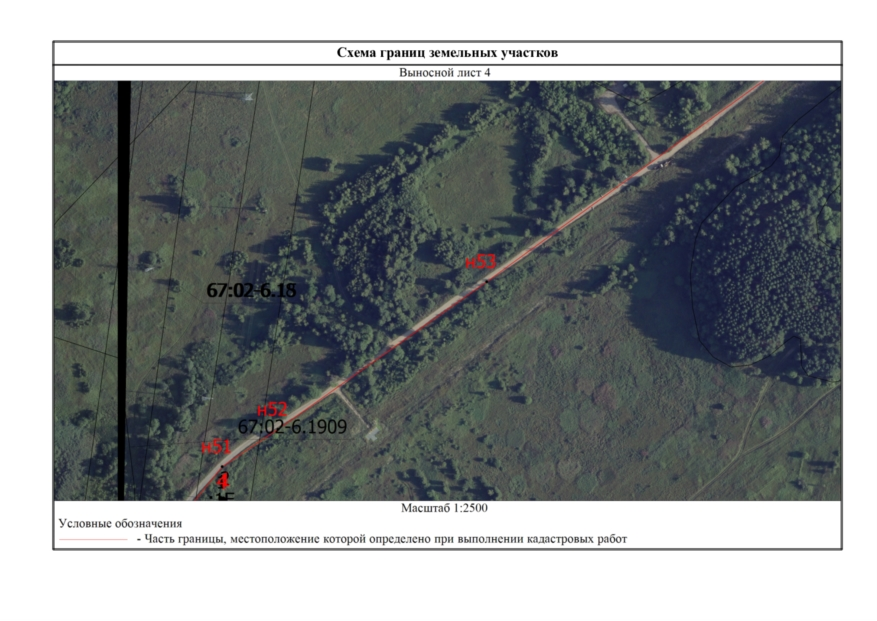 Схема границ земельных участков
Выносной лист 4
н53
67:02-6.18
н52
67:02-6.1909
н51
4
Масштаб 1:2500
Условные обозначения
- Часть границы, местоположение которой определено при выполнении кадастровых работ